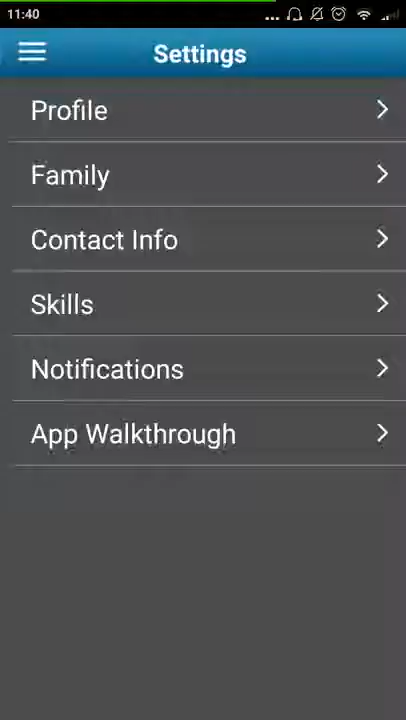 11:40
Settings
Profile
Family
Contact Info
Skills
Notifications
App Walkthrough